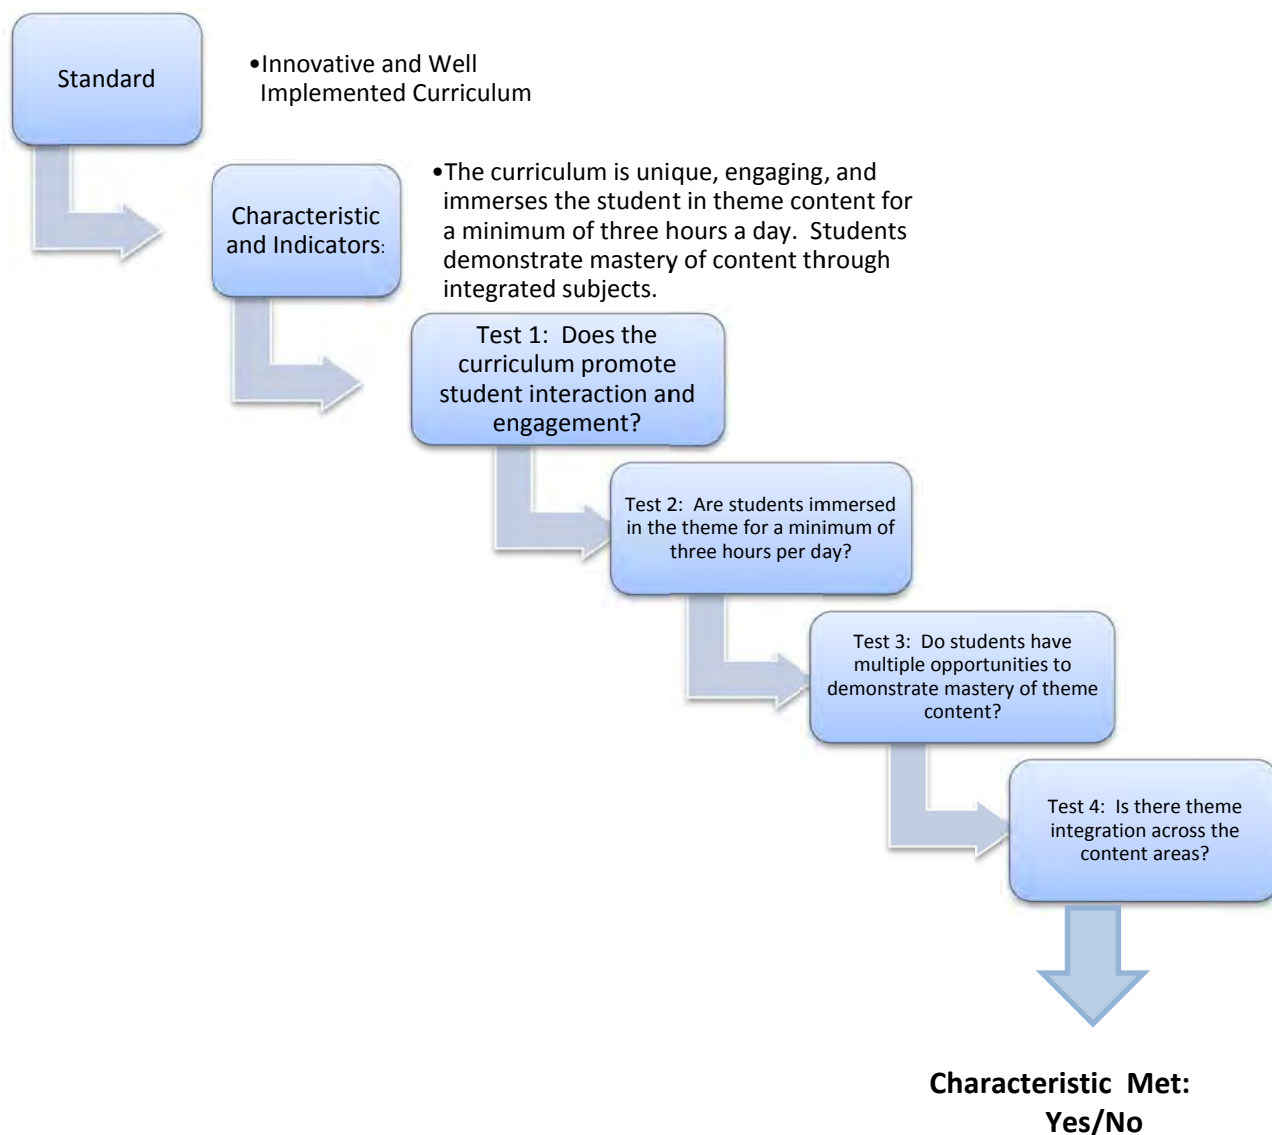 Standard
•Innovative and Well
Implemented Curriculum
Characteristic
and Indicators:
•The curriculum is unique, engaging, and
immerses the student in theme content for
a minimum of three hours a day.  Students
demonstrate mastery of content through
integrated subjects.
Test 1:  Does the
curriculum promote
student interaction and
engagement?
Test 2:  Are students immersed
in the theme for a minimum of
three hours per day?
Test 3:  Do students have
multiple opportunities to
demonstrate mastery of theme
content?
Test 4:  Is there theme
integration across the
content areas?
Characteristic  Met:
Yes/No